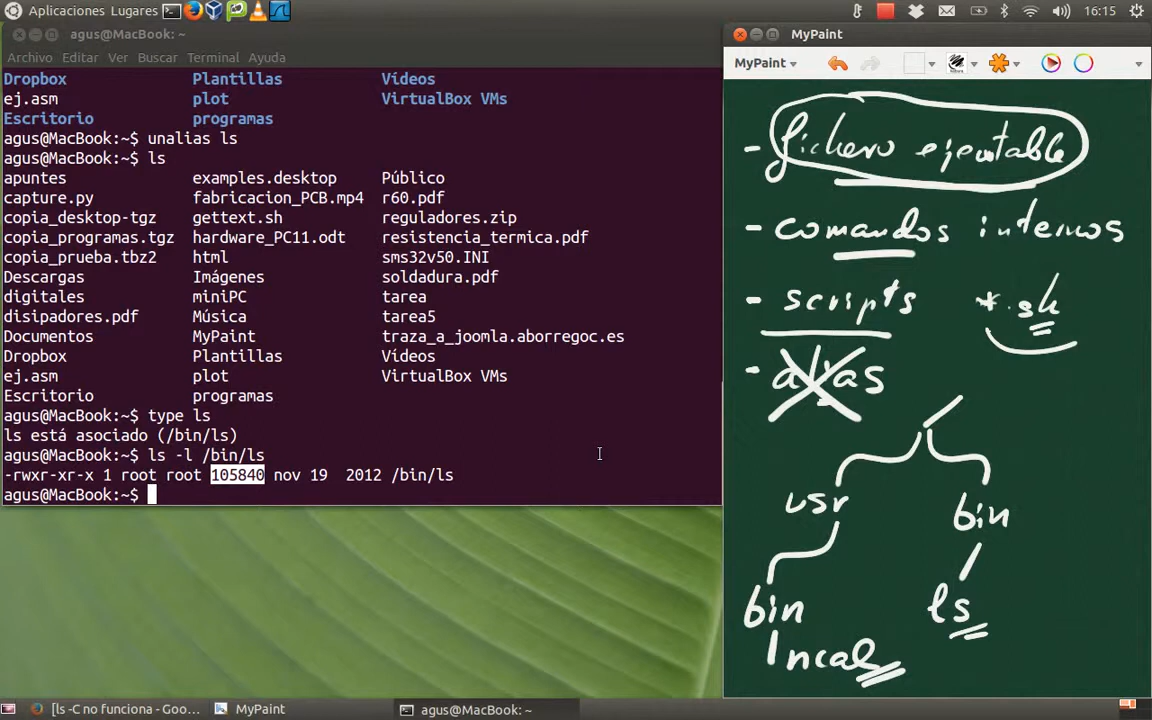 Aplicaciones Lugares 16:15
agus@MacBook: ~
Archivo Editar Ver Buscar Terminal Ayuda
Dropbox Plantillas Vídeos
ej.asm plot VirtualBox VMs
Escritorio programas
agus@MacBook:~$ unalias ls
agus@MacBook:~$ ls
apuntes examples.desktop Público
capture.py fabricacion_PCB.mp4 r60.pdf
copia_desktop-tgz gettext.sh reguladores.zip
copia_programas.tgz hardware_PC11.odt resistencia_termica.pdf
copia_prueba.tbz2 html sms32v50.INI
Descargas Imágenes soldadura.pdf
digitales miniPC tarea
disipadores.pdf Música tarea5
Documentos MyPaint traza_a_joomla.aborregoc.es
Dropbox Plantillas Vídeos
ej.asm plot VirtualBox VMs
Escritorio programas
agus@MacBook:~$ type ls
ls está asociado (/bin/ls)
agus@MacBook:~$ ls -l /bin/ls
-rwxr-xr-x 1 root root 105840 nov 19 2012 /bin/ls
agus@MacBook:~$
MyPaint
MyPaint
- fichero ejecutable
- comandos internos
- scripts *.sh
- alias
/
usr bin
bin ls
local
[ls -C no funciona - Goo... MyPaint agus@MacBook: ~